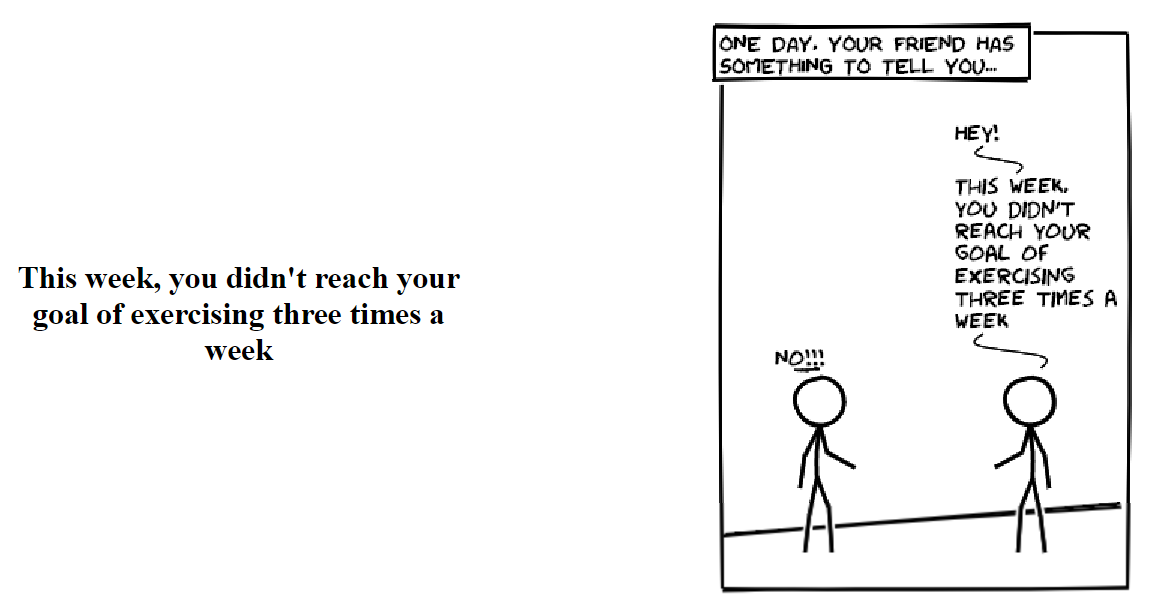 This week, you didn't reach your
goal of exercising three times a
week
ONE DAY, YOUR FRIEND HAS
SOMETHING TO TELL YOU...
HEY!
THIS WEEK,
YOU DIDN'T
REACH YOUR
GOAL OF
EXERCISING
THREE TIMES A
WEEK
NO!!!